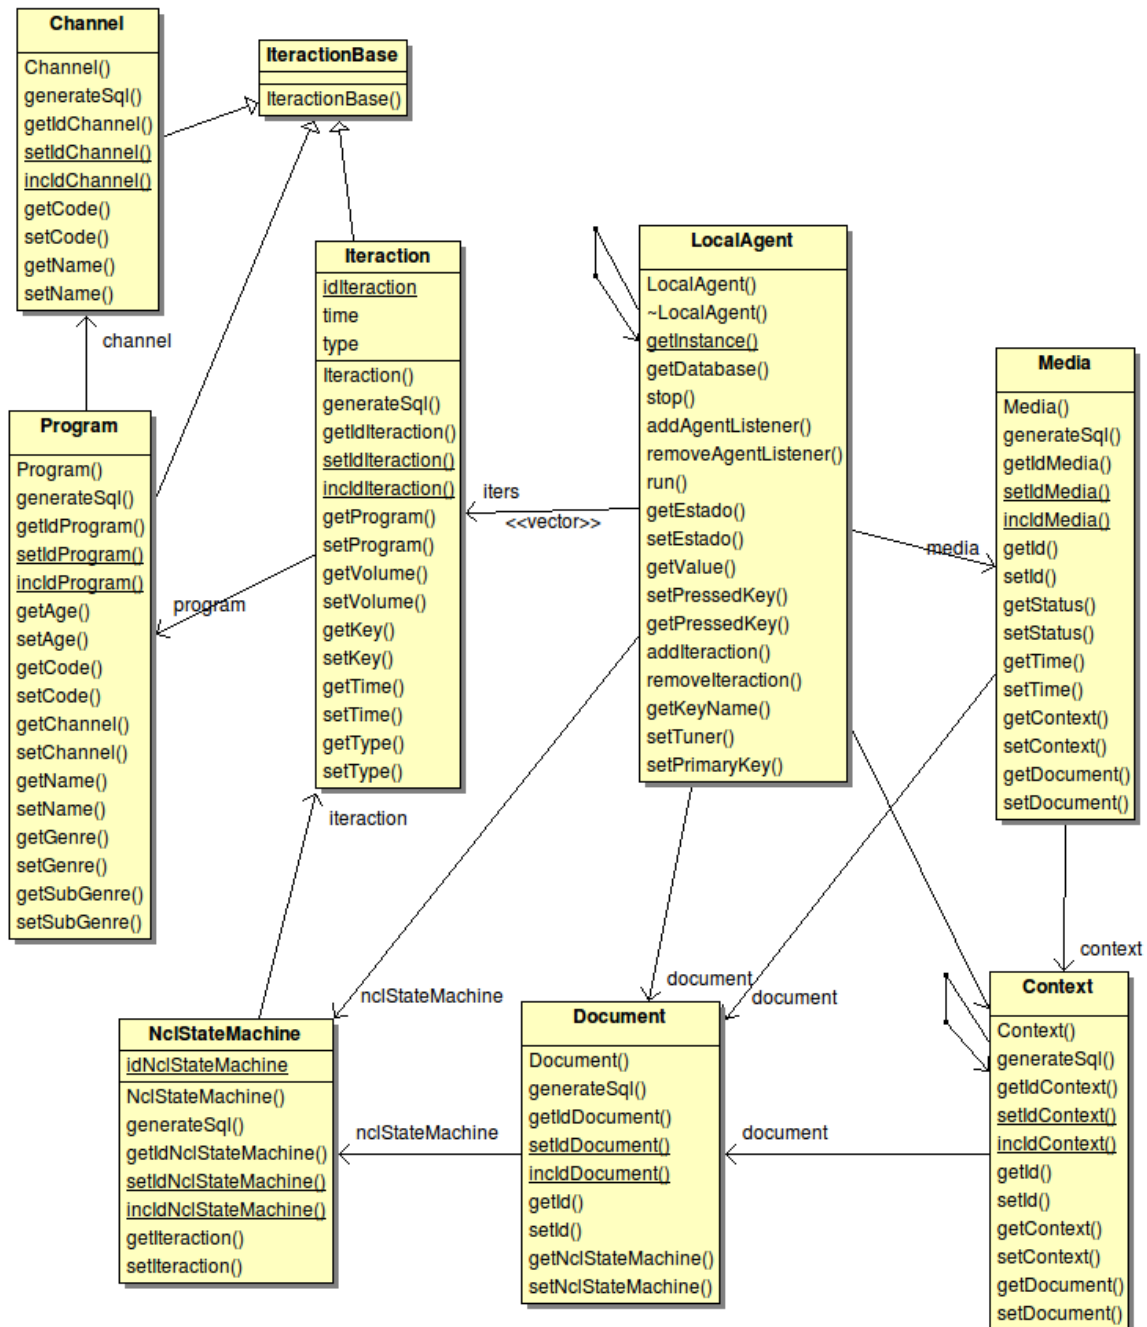 Channel
Channel()
generateSql()
getIdChannel()
setIdChannel()
incIdChannel()
getCode()
setCode()
getName()
setName()
IteractionBase
IteractionBase()
channel
Iteraction
idIteraction
time
type
Iteraction()
generateSql()
getIdIteraction()
setIdIteraction()
incIdIteraction()
getProgram()
setProgram()
getVolume()
setVolume()
getKey()
setKey()
getTime()
setTime()
getType()
setType()
LocalAgent
LocalAgent()
~LocalAgent()
getInstance()
getDatabase()
stop()
addAgentListener()
removeAgentListener()
run()
getEstado()
setEstado()
getValue()
setPressedKey()
getPressedKey()
addIteraction()
removeIteraction()
getKeyName()
setTuner()
setPrimaryKey()
Media
Media()
generateSql()
getIdMedia()
setIdMedia()
incIdMedia()
getId()
setId()
getStatus()
setStatus()
getTime()
setTime()
getContext()
setContext()
getDocument()
setDocument()
Program
Program()
generateSql()
getIdProgram()
setIdProgram()
incIdProgram()
getAge()
setAge()
getCode()
setCode()
getChannel()
setChannel()
getName()
setName()
getGenre()
setGenre()
getSubGenre()
setSubGenre()
iters
<<vector>>
media
program
iteraction
context
document
document
nclStateMachine
NclStateMachine
idNclStateMachine
NclStateMachine()
generateSql()
getIdNclStateMachine()
setIdNclStateMachine()
incIdNclStateMachine()
getIteraction()
setIteraction()
nclStateMachine
Document
Document()
generateSql()
getIdDocument()
setIdDocument()
incIdDocument()
getId()
setId()
getNclStateMachine()
setNclStateMachine()
document
Context
Context()
generateSql()
getIdContext()
setIdContext()
incIdContext()
getId()
setId()
getContext()
setContext()
getDocument()
setDocument()